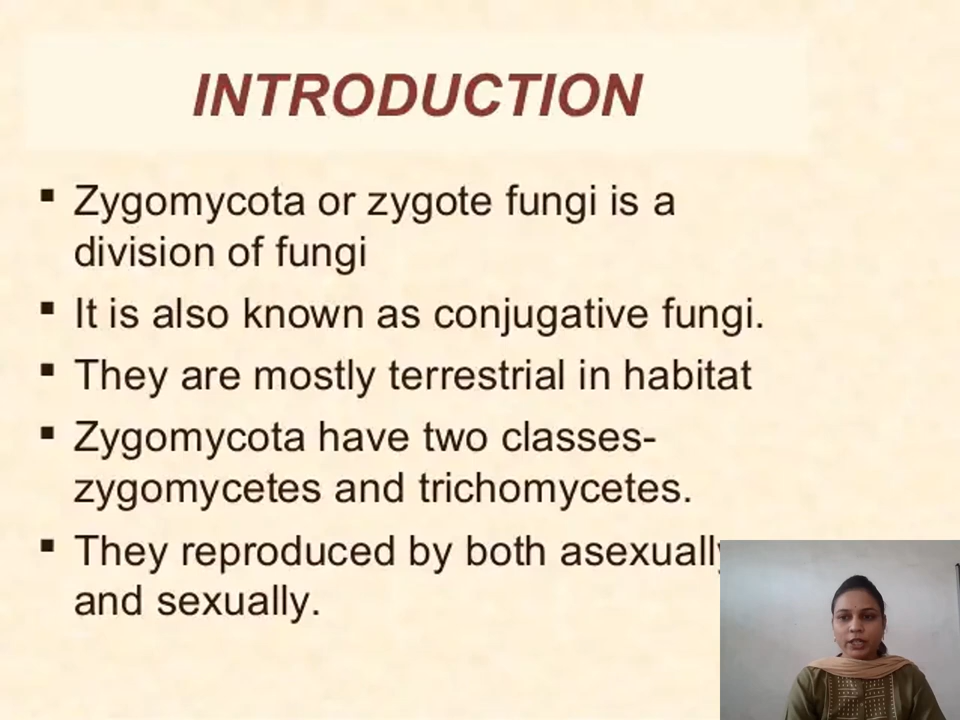 INTRODUCTION
Zygomycota or zygote fungi is a
division of fungi
It is also known as conjugative fungi.
They are mostly terrestrial in habitat
Zygomycota have two classes-
zygomycetes and trichomycetes.
They reproduced by both asexually
and sexually.